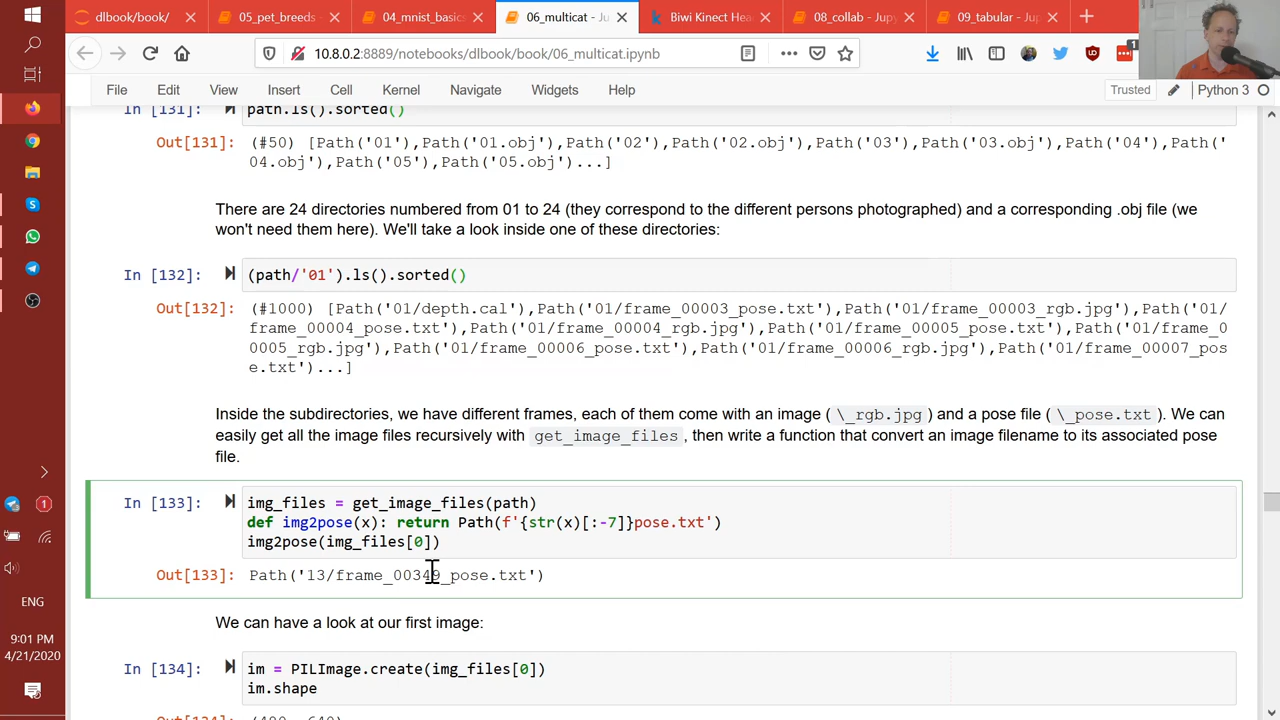 dlbook/book/
05_pet_breeds
04_mnist_basics
06_multicat - Ju
Biwi Kinect Hea
08_collab - Jupy
09_tabular - Jup
10.8.0.2:8889/notebooks/dlbook/book/06_multicat.ipynb
1
File Edit View Insert Cell Kernel Navigate Widgets Help
Trusted
Python 3
In [131]: path.ls().sorted()
Out[131]: (#50) [Path('01'),Path('01.obj'),Path('02'),Path('02.obj'),Path('03'),Path('03.obj'),Path('04'),Path('
04.obj'),Path('05'),Path('05.obj')...]
There are 24 directories numbered from 01 to 24 (they correspond to the different persons photographed) and a corresponding .obj file (we
won't need them here). We'll take a look inside one of these directories:
In [132]: (path/'01').ls().sorted()
Out[132]: (#1000) [Path('01/depth.cal'),Path('01/frame_00003_pose.txt'),Path('01/frame_00003_rgb.jpg'),Path('01/
frame_00004_pose.txt'),Path('01/frame_00004_rgb.jpg'),Path('01/frame_00005_pose.txt'),Path('01/frame_0
0005_rgb.jpg'),Path('01/frame_00006_pose.txt'),Path('01/frame_00006_rgb.jpg'),Path('01/frame_00007_pos
e.txt')...]
Inside the subdirectories, we have different frames, each of them come with an image ( \_rgb.jpg ) and a pose file ( \_pose.txt ). We can
easily get all the image files recursively with get_image_files , then write a function that convert an image filename to its associated pose
file.
In [133]: img_files = get_image_files(path)
def img2pose(x): return Path(f'{str(x)[:-7]}pose.txt')
img2pose(img_files[0])
Out[133]: Path('13/frame_00349_pose.txt')
We can have a look at our first image:
In [134]: im = PILImage.create(img_files[0])
im.shape
Out[134]: (480, 640)
1
ENG
9:01 PM
4/21/2020